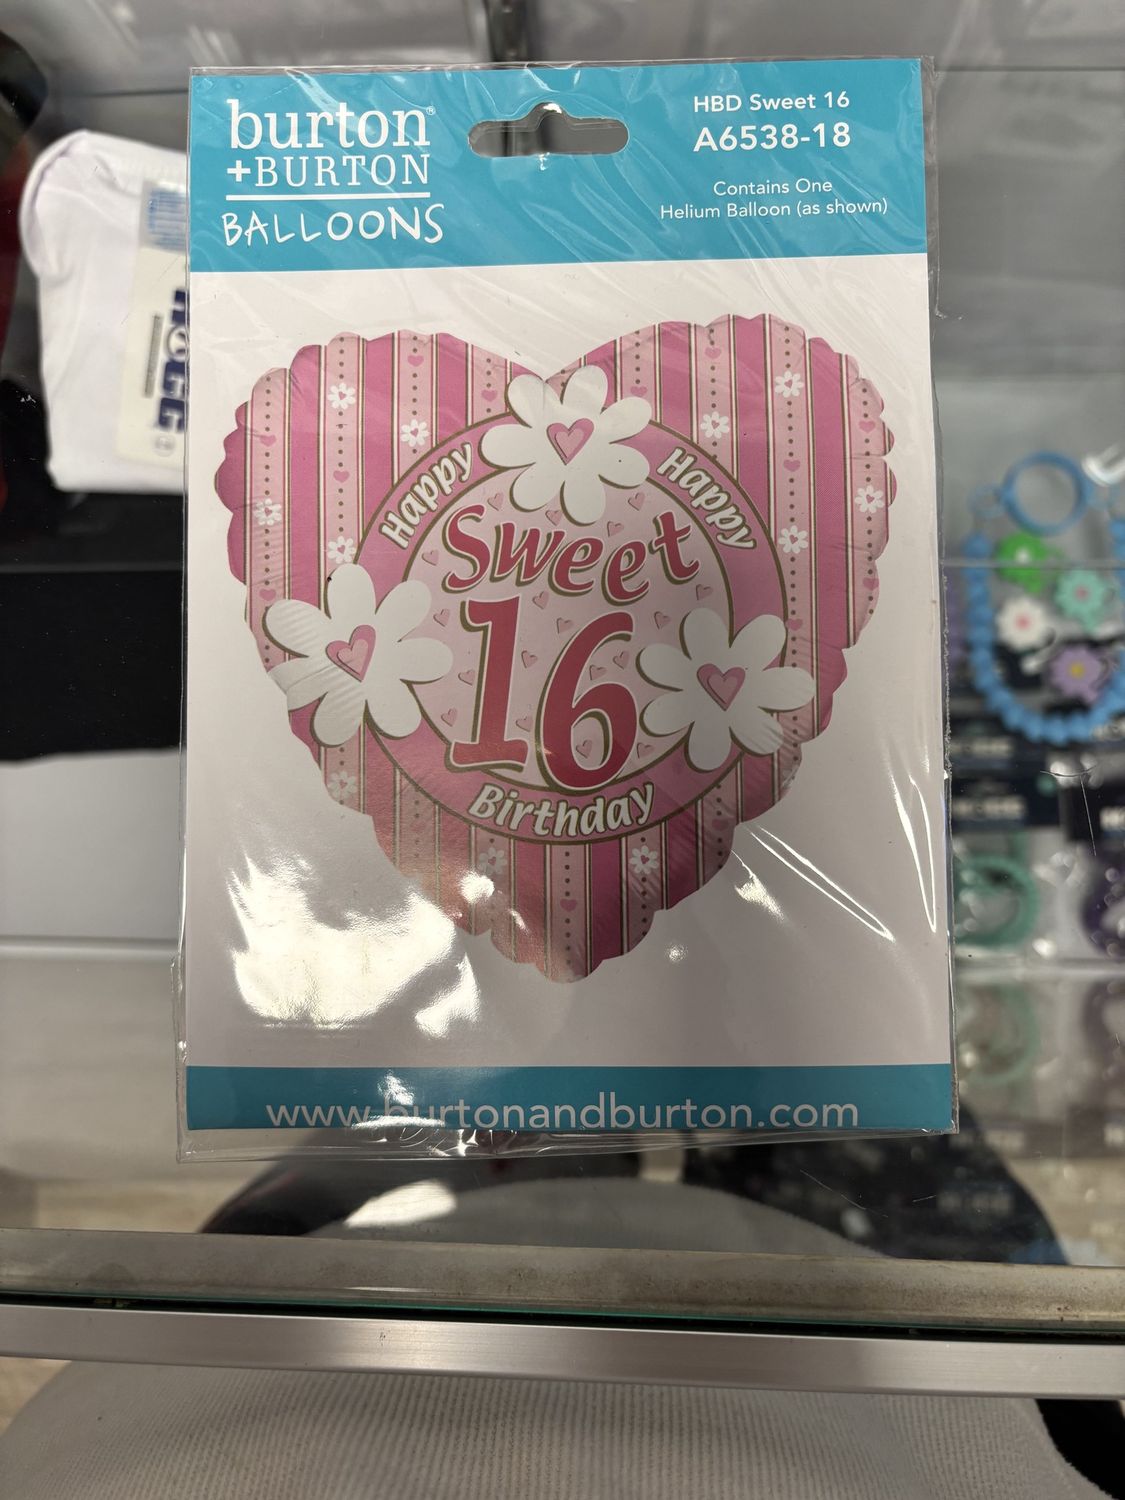 burton®
+BURTON
BALLOONS
HBD Sweet 16
A6538-18
Contains One
Helium Balloon (as shown)
Happy Happy
Sweet
16
Birthday
www.burtonandburton.com